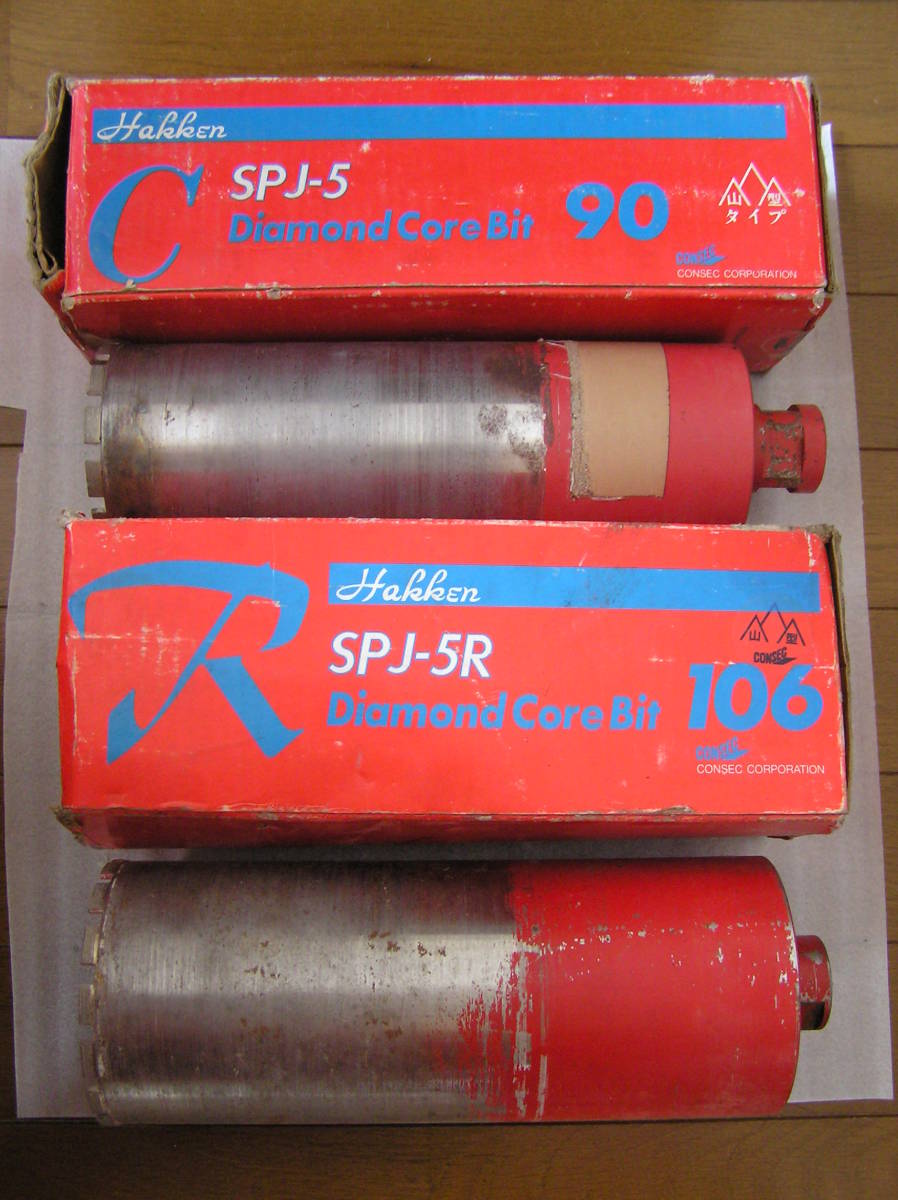 Hakken
C
SPJ-5
Diamond Core Bit 90
山型
タイプ
CONSEC
CONSEC CORPORATION
R
Hakken
SPJ-5R
山型
CONSEC
Diamond Core Bit 106
CONSEC
CONSEC CORPORATION